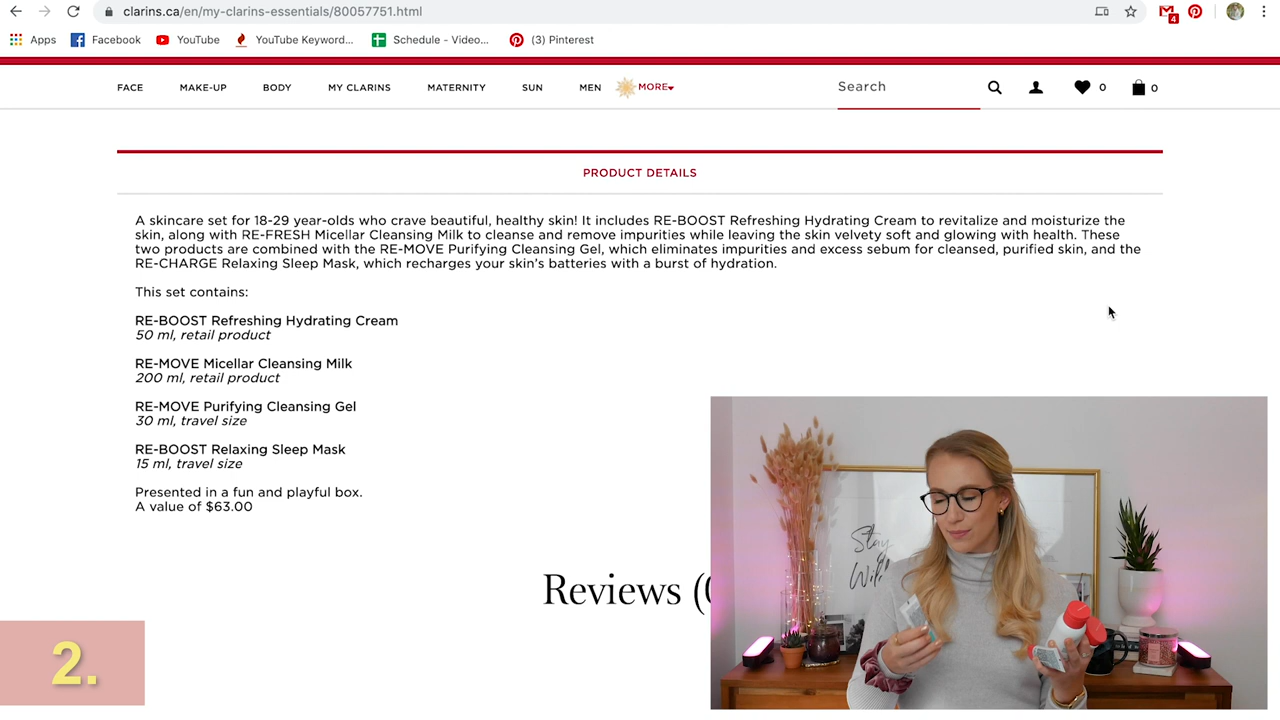 clarins.ca/en/my-clarins-essentials/80057751.html
4
Apps Facebook YouTube YouTube Keyword... Schedule - Video... (3) Pinterest
FACE MAKE-UP BODY MY CLARINS MATERNITY SUN MEN MORE Search 0 0
PRODUCT DETAILS
A skincare set for 18-29 year-olds who crave beautiful, healthy skin! It includes RE-BOOST Refreshing Hydrating Cream to revitalize and moisturize the
skin, along with RE-FRESH Micellar Cleansing Milk to cleanse and remove impurities while leaving the skin velvety soft and glowing with health. These
two products are combined with the RE-MOVE Purifying Cleansing Gel, which eliminates impurities and excess sebum for cleansed, purified skin, and the
RE-CHARGE Relaxing Sleep Mask, which recharges your skin's batteries with a burst of hydration.
This set contains:
RE-BOOST Refreshing Hydrating Cream
50 ml, retail product
RE-MOVE Micellar Cleansing Milk
200 ml, retail product
RE-MOVE Purifying Cleansing Gel
30 ml, travel size
RE-BOOST Relaxing Sleep Mask
15 ml, travel size
Presented in a fun and playful box.
A value of $63.00
Reviews (
Stay
Wild
2.